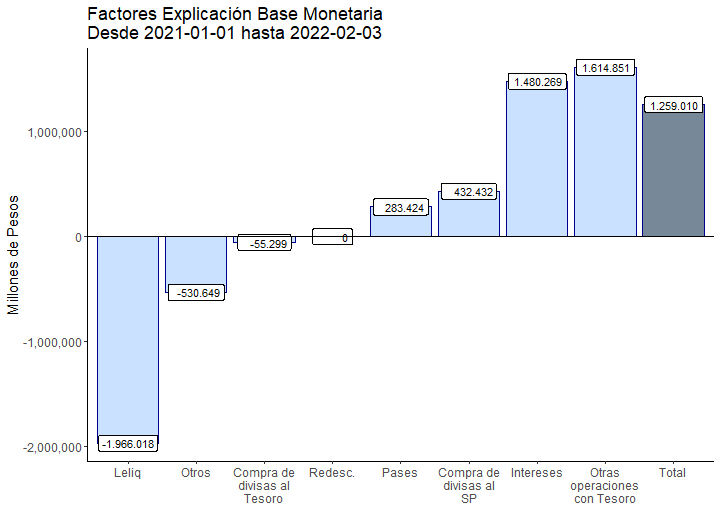 Factores Explicación Base Monetaria
Desde 2021-01-01 hasta 2022-02-03
Millones de Pesos
1,000,000
0
-1,000,000
-2,000,000
-1.966.018
-530.649
-55.299
0
283.424
432.432
1.480.269
1.614.851
1.259.010
Leliq
Otros
Compra de
divisas al
Tesoro
Redesc.
Pases
Compra de
divisas al
SP
Intereses
Otras
operaciones
con Tesoro
Total